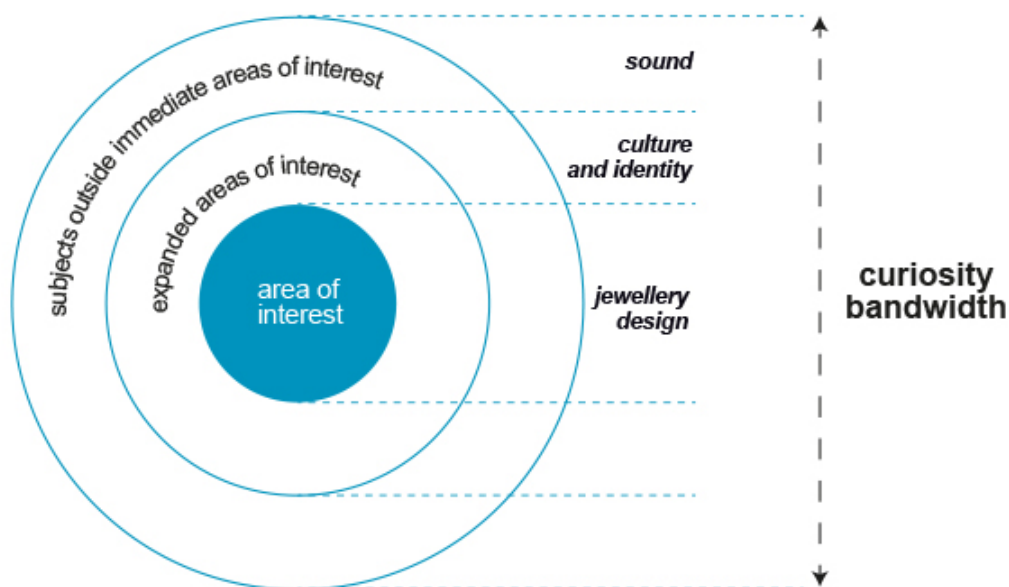 subjects outside immediate areas of interest
expanded areas of interest
area of
interest
sound
culture
and identity
jewellery
design
curiosity
bandwidth